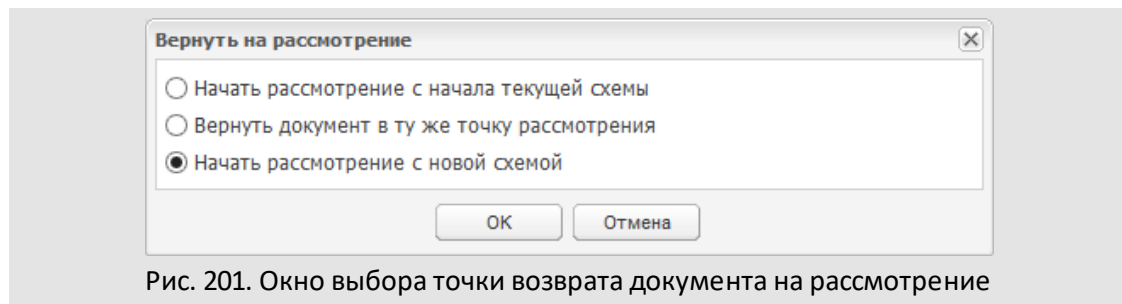 Вернуть на рассмотрение
Начать рассмотрение с начала текущей схемы
Вернуть документ в ту же точку рассмотрения
Начать рассмотрение с новой схемой
ОК Отмена
Рис. 201. Окно выбора точки возврата документа на рассмотрение